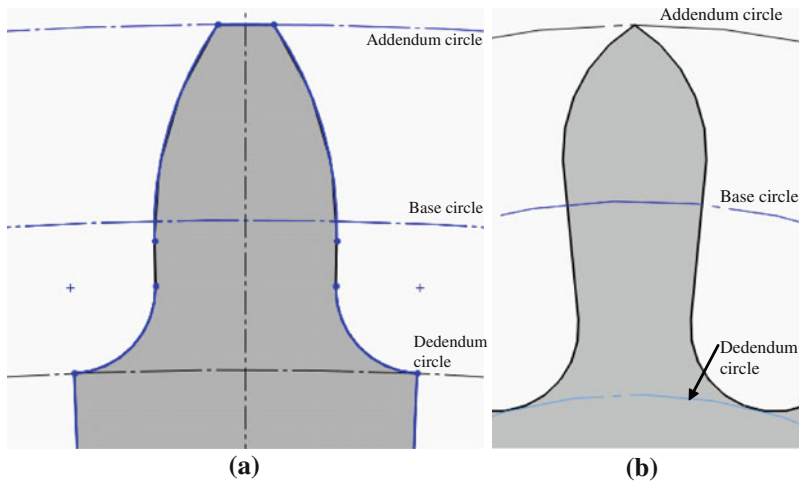 Addendum circle
Base circle
Dedendum
circle
(a)
Addendum circle
Base circle
Dedendum
circle
(b)